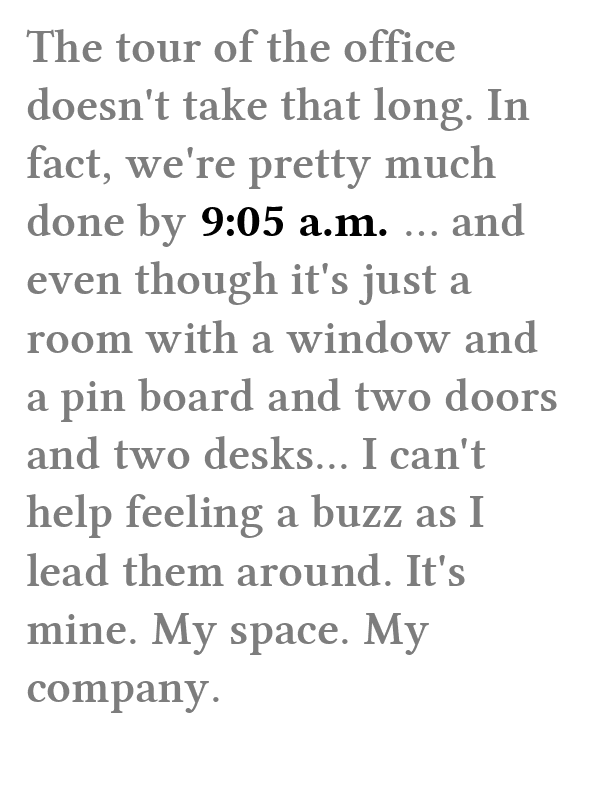 The tour of the office
doesn't take that long. In
fact, we're pretty much
done by 9:05 a.m. ... and
even though it's just a
room with a window and
a pin board and two doors
and two desks... I can't
help feeling a buzz as I
lead them around. It's
mine. My space. My
company.